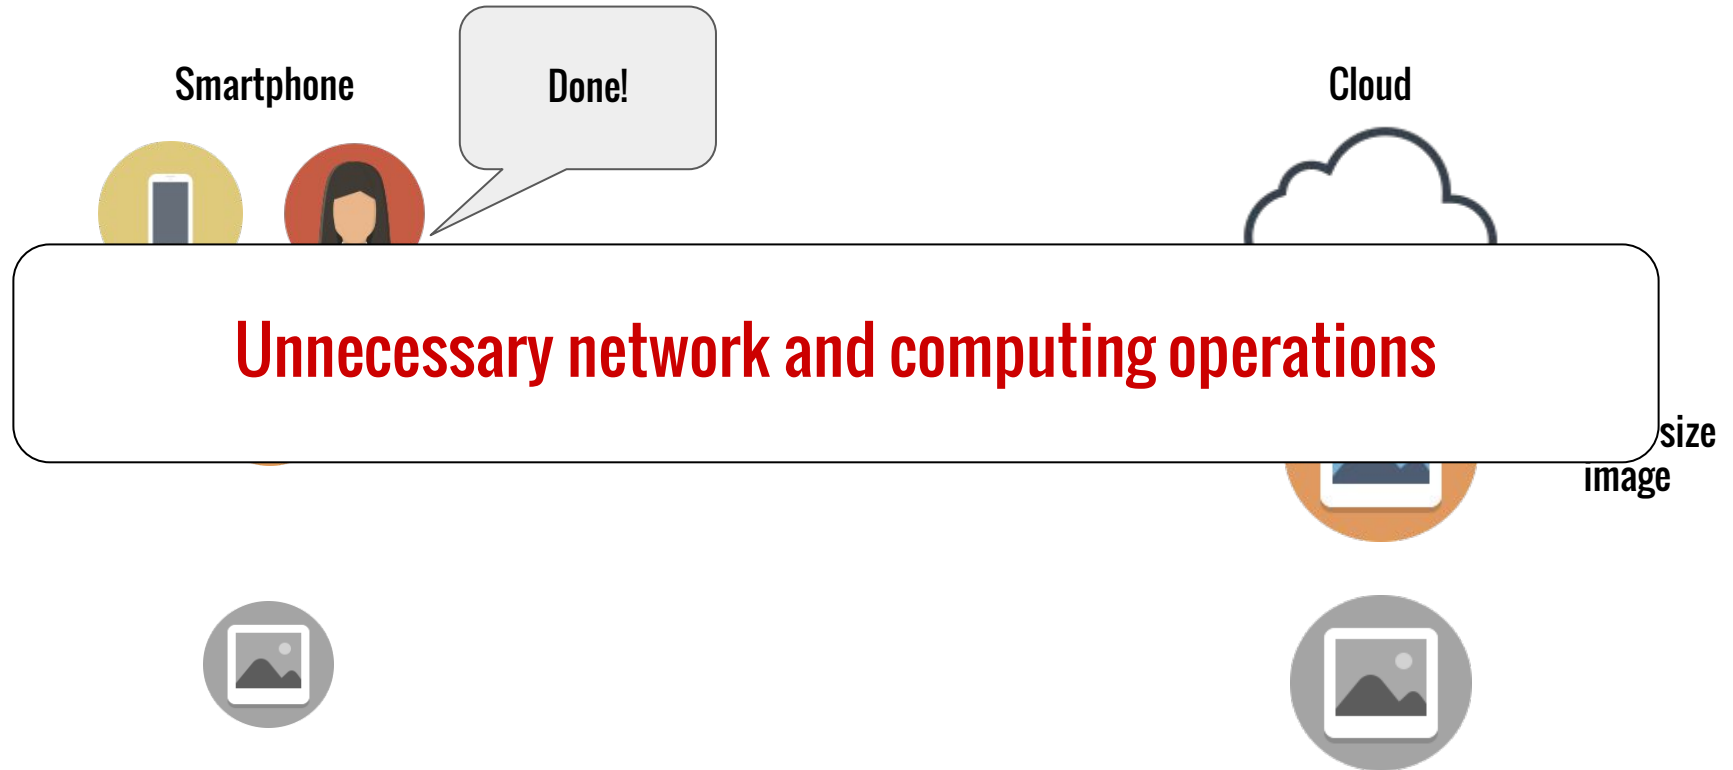 Smartphone
Done!
Cloud
Unnecessary network and computing operations
size
image